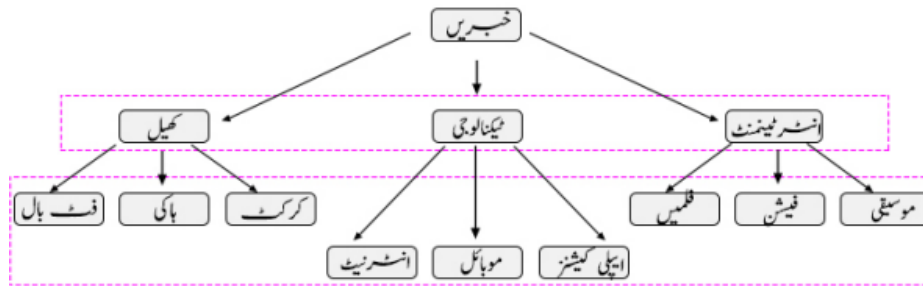 خبریں
انٹرٹینمنٹ ٹیکنالوجی کھیل
موسیقی فیشن فلمیں کرکٹ ہاکی فٹ بال
ایپلی کیشنز موبائل انٹرنیٹ